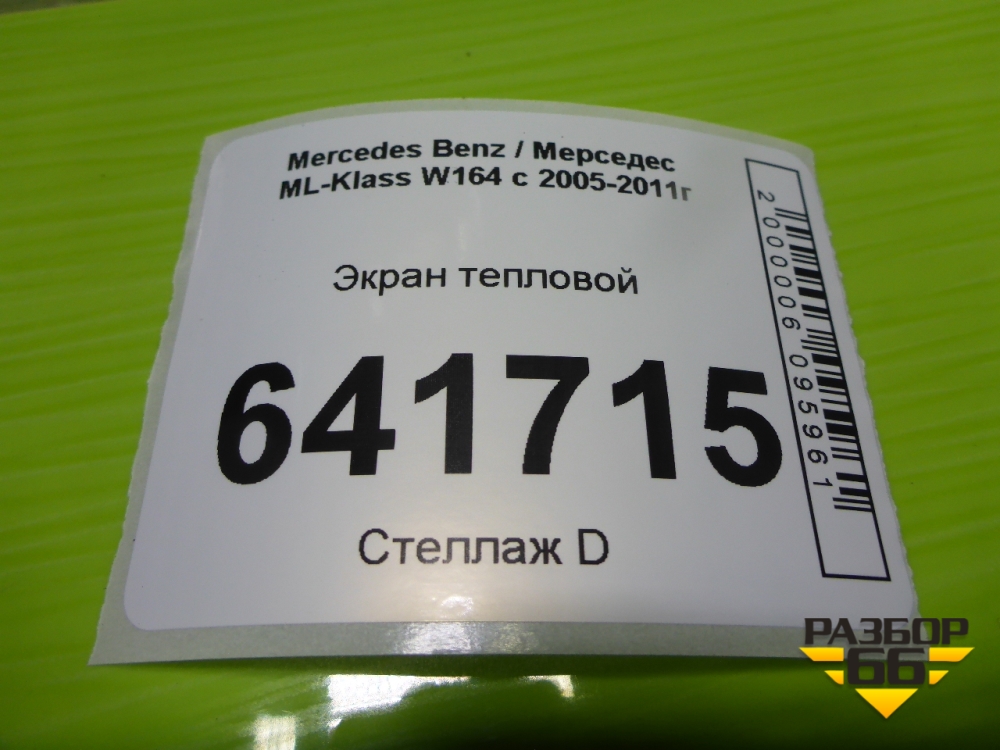 Mercedes Benz / Мерседес
ML-Klass W164 с 2005-2011г
Экран тепловой
641715
Стеллаж D
2000006095961
РАЗБОР
66